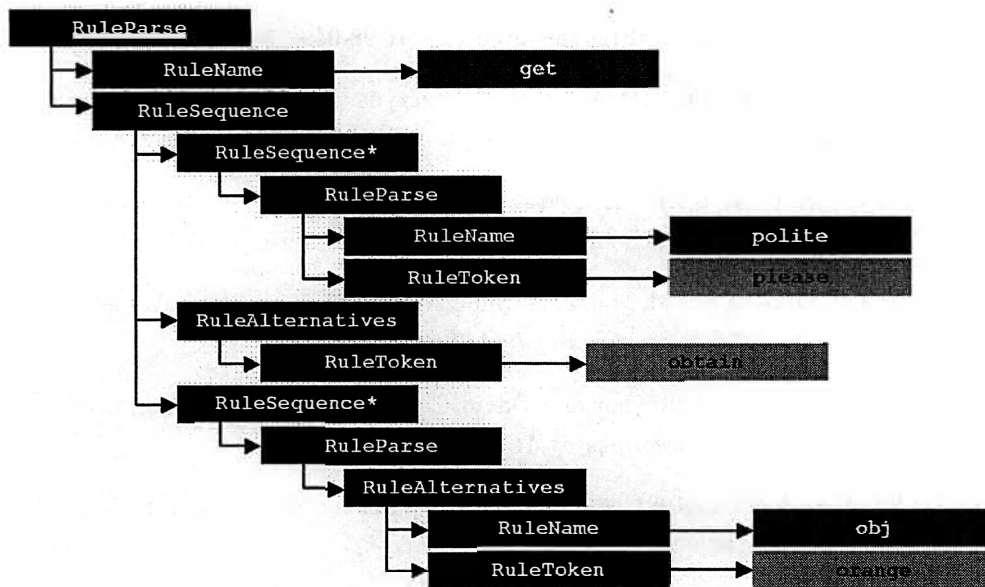 RuleParse
RuleName get
RuleSequence
RuleSequence*
RuleParse
RuleName polite
RuleToken please
RuleAlternatives
RuleToken obtain
RuleSequence*
RuleParse
RuleAlternatives
RuleName obj
RuleToken orange